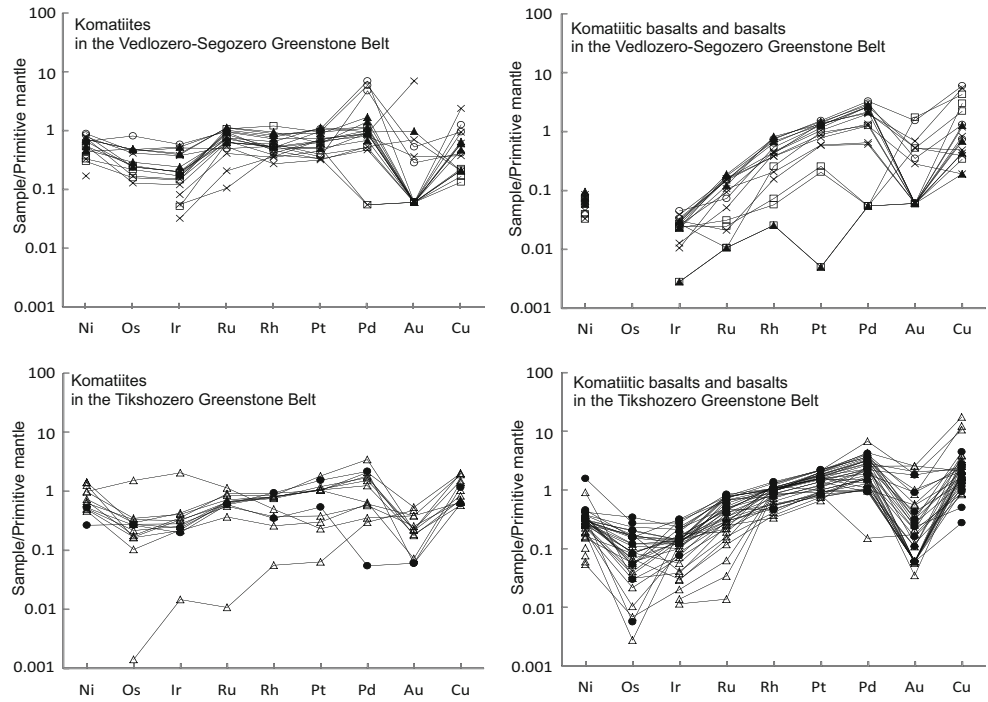 Komatiites
in the Vedlozero-Segozero Greenstone Belt
Sample/Primitive mantle
100
10
1
0.1
0.01
0.001
Ni Os Ir Ru Rh Pt Pd Au Cu
Komatiitic basalts and basalts
in the Vedlozero-Segozero Greenstone Belt
Sample/Primitive mantle
100
10
1
0.1
0.01
0.001
Ni Os Ir Ru Rh Pt Pd Au Cu
Komatiites
in the Tikshozero Greenstone Belt
Sample/Primitive mantle
100
10
1
0.1
0.01
0.001
Ni Os Ir Ru Rh Pt Pd Au Cu
Komatiitic basalts and basalts
in the Tikshozero Greenstone Belt
Sample/Primitive mantle
100
10
1
0.1
0.01
0.001
Ni Os Ir Ru Rh Pt Pd Au Cu